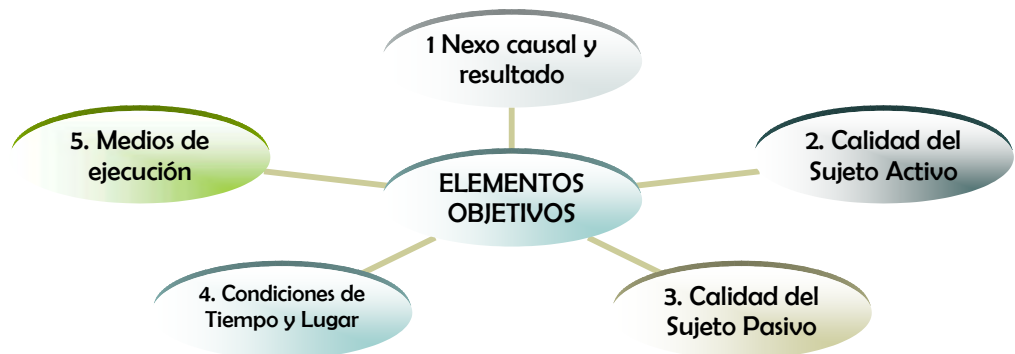 1 Nexo causal y
resultado
5. Medios de
ejecución
2. Calidad del
Sujeto Activo
ELEMENTOS
OBJETIVOS
4. Condiciones de
Tiempo y Lugar
3. Calidad del
Sujeto Pasivo